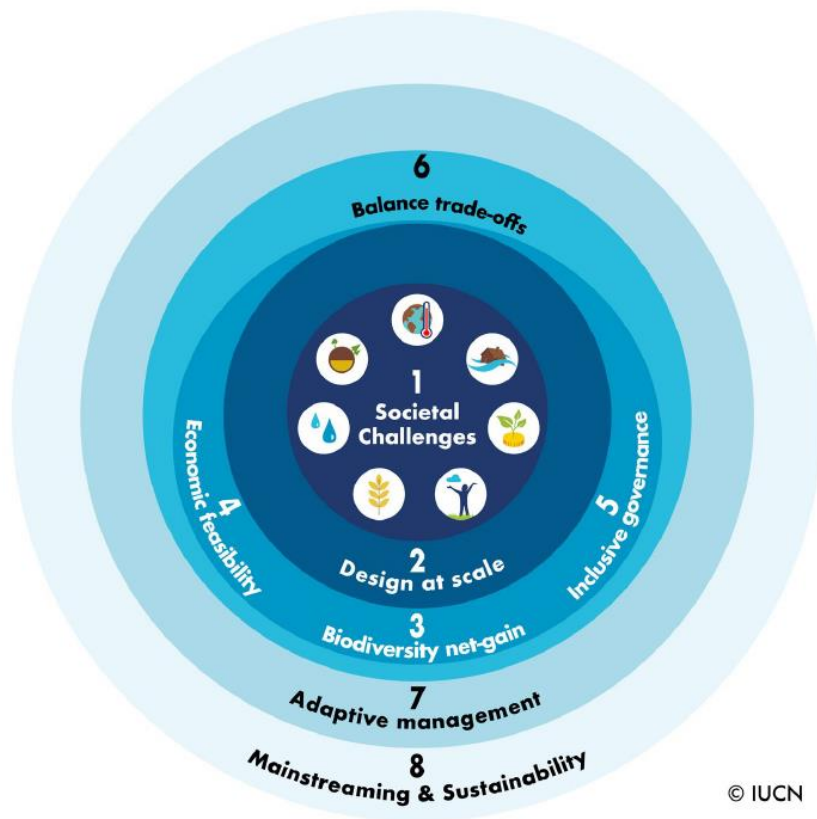 6
Balance trade-offs
1
Societal
Challenges
4
Economic feasibility
5
Inclusive governance
2
Design at scale
3
Biodiversity net-gain
7
Adaptive management
8
Mainstreaming & Sustainability
© IUCN